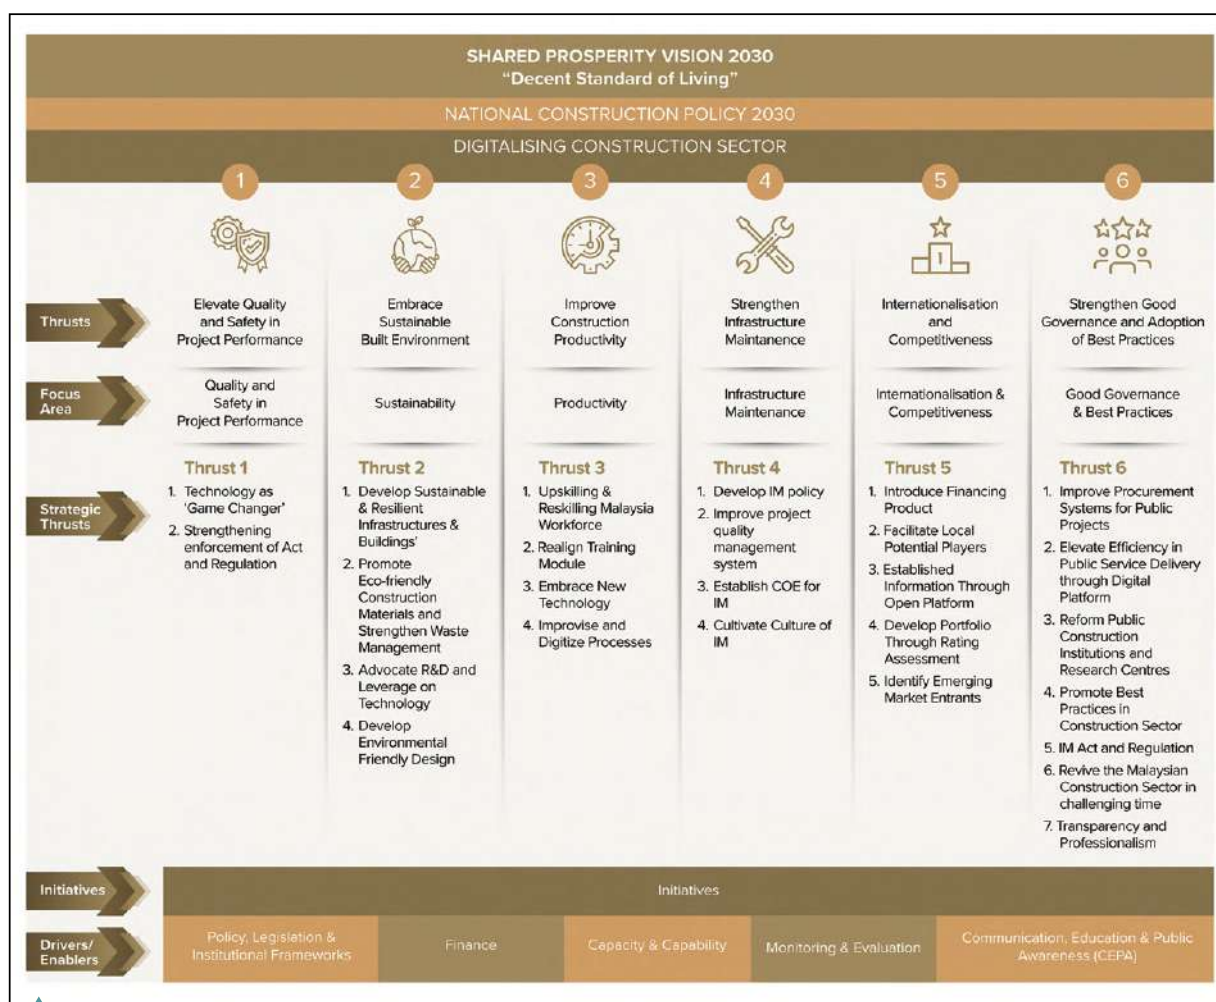 SHARED PROSPERITY VISION 2030
“Decent Standard of Living”
NATIONAL CONSTRUCTION POLICY 2030
DIGITALISING CONSTRUCTION SECTOR
1
2
3
4
5
6
1
Thrusts
Elevate Quality
and Safety in
Project Performance
Embrace
Sustainable
Built Environment
Improve
Construction
Productivity
Strengthen
Infrastructure
Maintanence
Internationalisation
and
Competitiveness
Strengthen Good
Governance and Adoption
of Best Practices
Focus
Area
Quality and
Safety in
Project Performance
Sustainability
Productivity
Infrastructure
Maintenance
Internationalisation &
Competitiveness
Good Governance
& Best Practices
Strategic
Thrusts
Thrust 1
1. Technology as
‘Game Changer’
2. Strengthening
enforcement of Act
and Regulation
Thrust 2
1. Develop Sustainable
& Resilient
Infrastructures &
Buildings’
2. Promote
Eco-friendly
Construction
Materials and
Strengthen Waste
Management
3. Advocate R&D and
Leverage on
Technology
4. Develop
Environmental
Friendly Design
Thrust 3
1. Upskilling &
Reskilling Malaysia
Workforce
2. Realign Training
Module
3. Embrace New
Technology
4. Improvise and
Digitize Processes
Thrust 4
1. Develop IM policy
2. Improve project
quality
management
system
3. Establish COE for
IM
4. Cultivate Culture of
IM
Thrust 5
1. Introduce Financing
Product
2. Facilitate Local
Potential Players
3. Established
Information Through
Open Platform
4. Develop Portfolio
Through Rating
Assessment
5. Identify Emerging
Market Entrants
Thrust 6
1. Improve Procurement
Systems for Public
Projects
2. Elevate Efficiency in
Public Service Delivery
through Digital
Platform
3. Reform Public
Construction
Institutions and
Research Centres
4. Promote Best
Practices in
Construction Sector
5. IM Act and Regulation
6. Revive the Malaysian
Construction Sector in
challenging time
7. Transparency and
Professionalism
Initiatives
Initiatives
Drivers/
Enablers
Policy, Legislation &
Institutional Frameworks
Finance
Capacity & Capability
Monitoring & Evaluation
Communication, Education & Public
Awareness (CEPA)